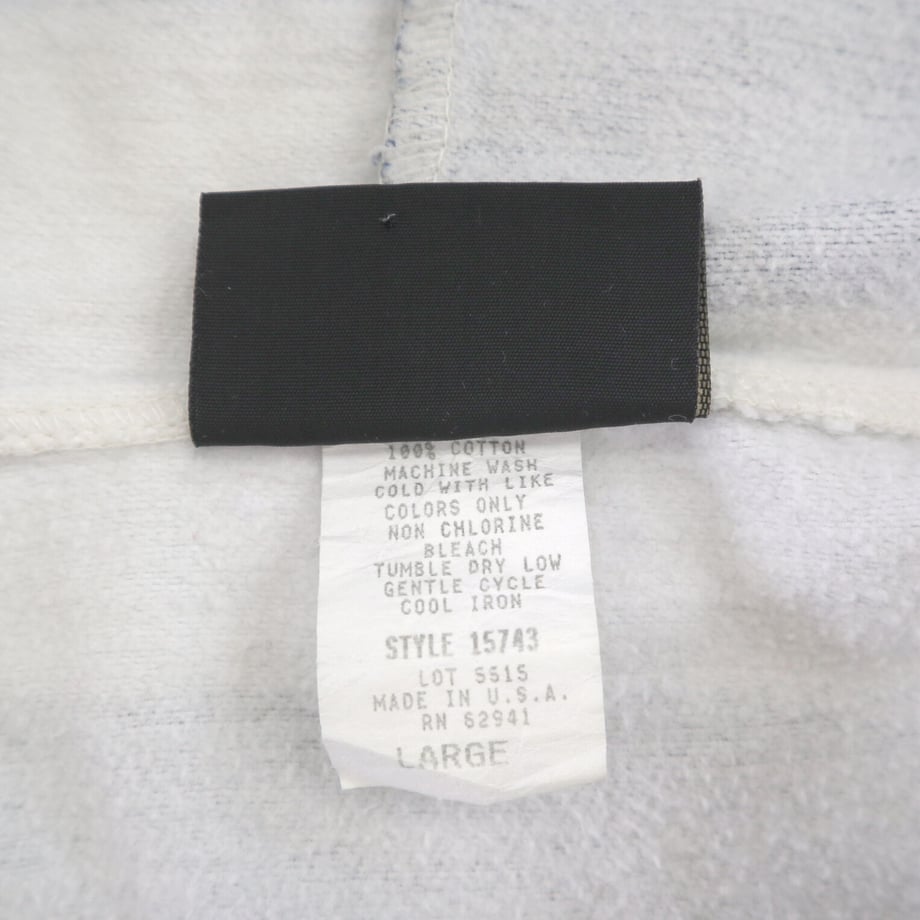 100% COTTON
MACHINE WASH
COLD WITH LIKE
COLORS ONLY
NON CHLORINE
BLEACH
TUMBLE DRY LOW
GENTLE CYCLE
COOL IRON
STYLE 15743
LOT 5515
MADE IN U.S.A.
RN 62941
LARGE